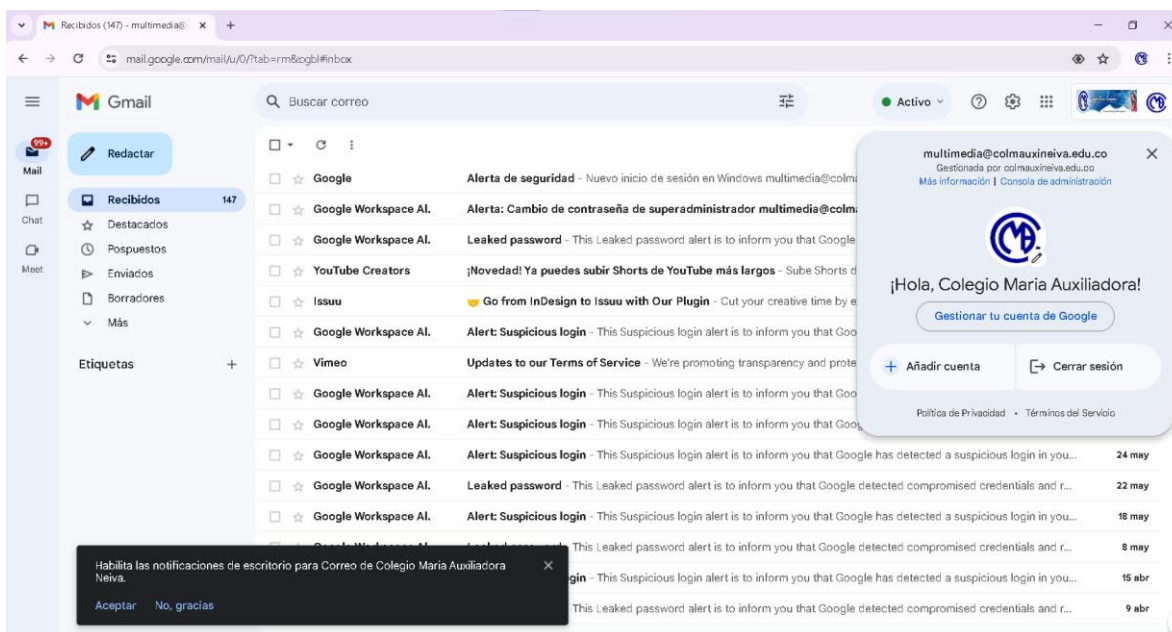 Recibidos (147) - multimedia@
mail.google.com/mail/u/0/?tab=rm&ogbl#inbox
Gmail
Buscar correo
Activo
99+
Mail
Chat
Meet
Redactar
Recibidos 147
Destacados
Pospuestos
Enviados
Borradores
Más
Etiquetas
Google Alerta de seguridad - Nuevo inicio de sesión en Windows multimedia@colma
Google Workspace Al. Alerta: Cambio de contraseña de superadministrador multimedia@colma
Google Workspace Al. Leaked password - This Leaked password alert is to inform you that Google
YouTube Creators ¡Novedad! Ya puedes subir Shorts de YouTube más largos - Sube Shorts d
Issuu Go from InDesign to Issuu with Our Plugin - Cut your creative time by e
Google Workspace Al. Alert: Suspicious login - This Suspicious login alert is to inform you that Goo
Vimeo Updates to our Terms of Service - We're promoting transparency and prote
Google Workspace Al. Alert: Suspicious login - This Suspicious login alert is to inform you that Goo
Google Workspace Al. Alert: Suspicious login - This Suspicious login alert is to inform you that Goog
Google Workspace Al. Alert: Suspicious login - This Suspicious login alert is to inform you that Google has detected a suspicious login in you... 24 may
Google Workspace Al. Leaked password - This Leaked password alert is to inform you that Google detected compromised credentials and r... 22 may
Google Workspace Al. Alert: Suspicious login - This Suspicious login alert is to inform you that Google has detected a suspicious login in you... 18 may
This Leaked password alert is to inform you that Google detected compromised credentials and r... 8 may
gin - This Suspicious login alert is to inform you that Google has detected a suspicious login in you... 15 abr
This Leaked password alert is to inform you that Google detected compromised credentials and r... 9 abr
multimedia@colmauxineiva.edu.co
Gestionada por colmauxineiva.edu.co
Más información | Consola de administración
¡Hola, Colegio Maria Auxiliadora!
Gestionar tu cuenta de Google
Añadir cuenta
Cerrar sesión
Política de Privacidad • Términos del Servicio
Habilita las notificaciones de escritorio para Correo de Colegio Maria Auxiliadora
Neiva.
Aceptar No, gracias